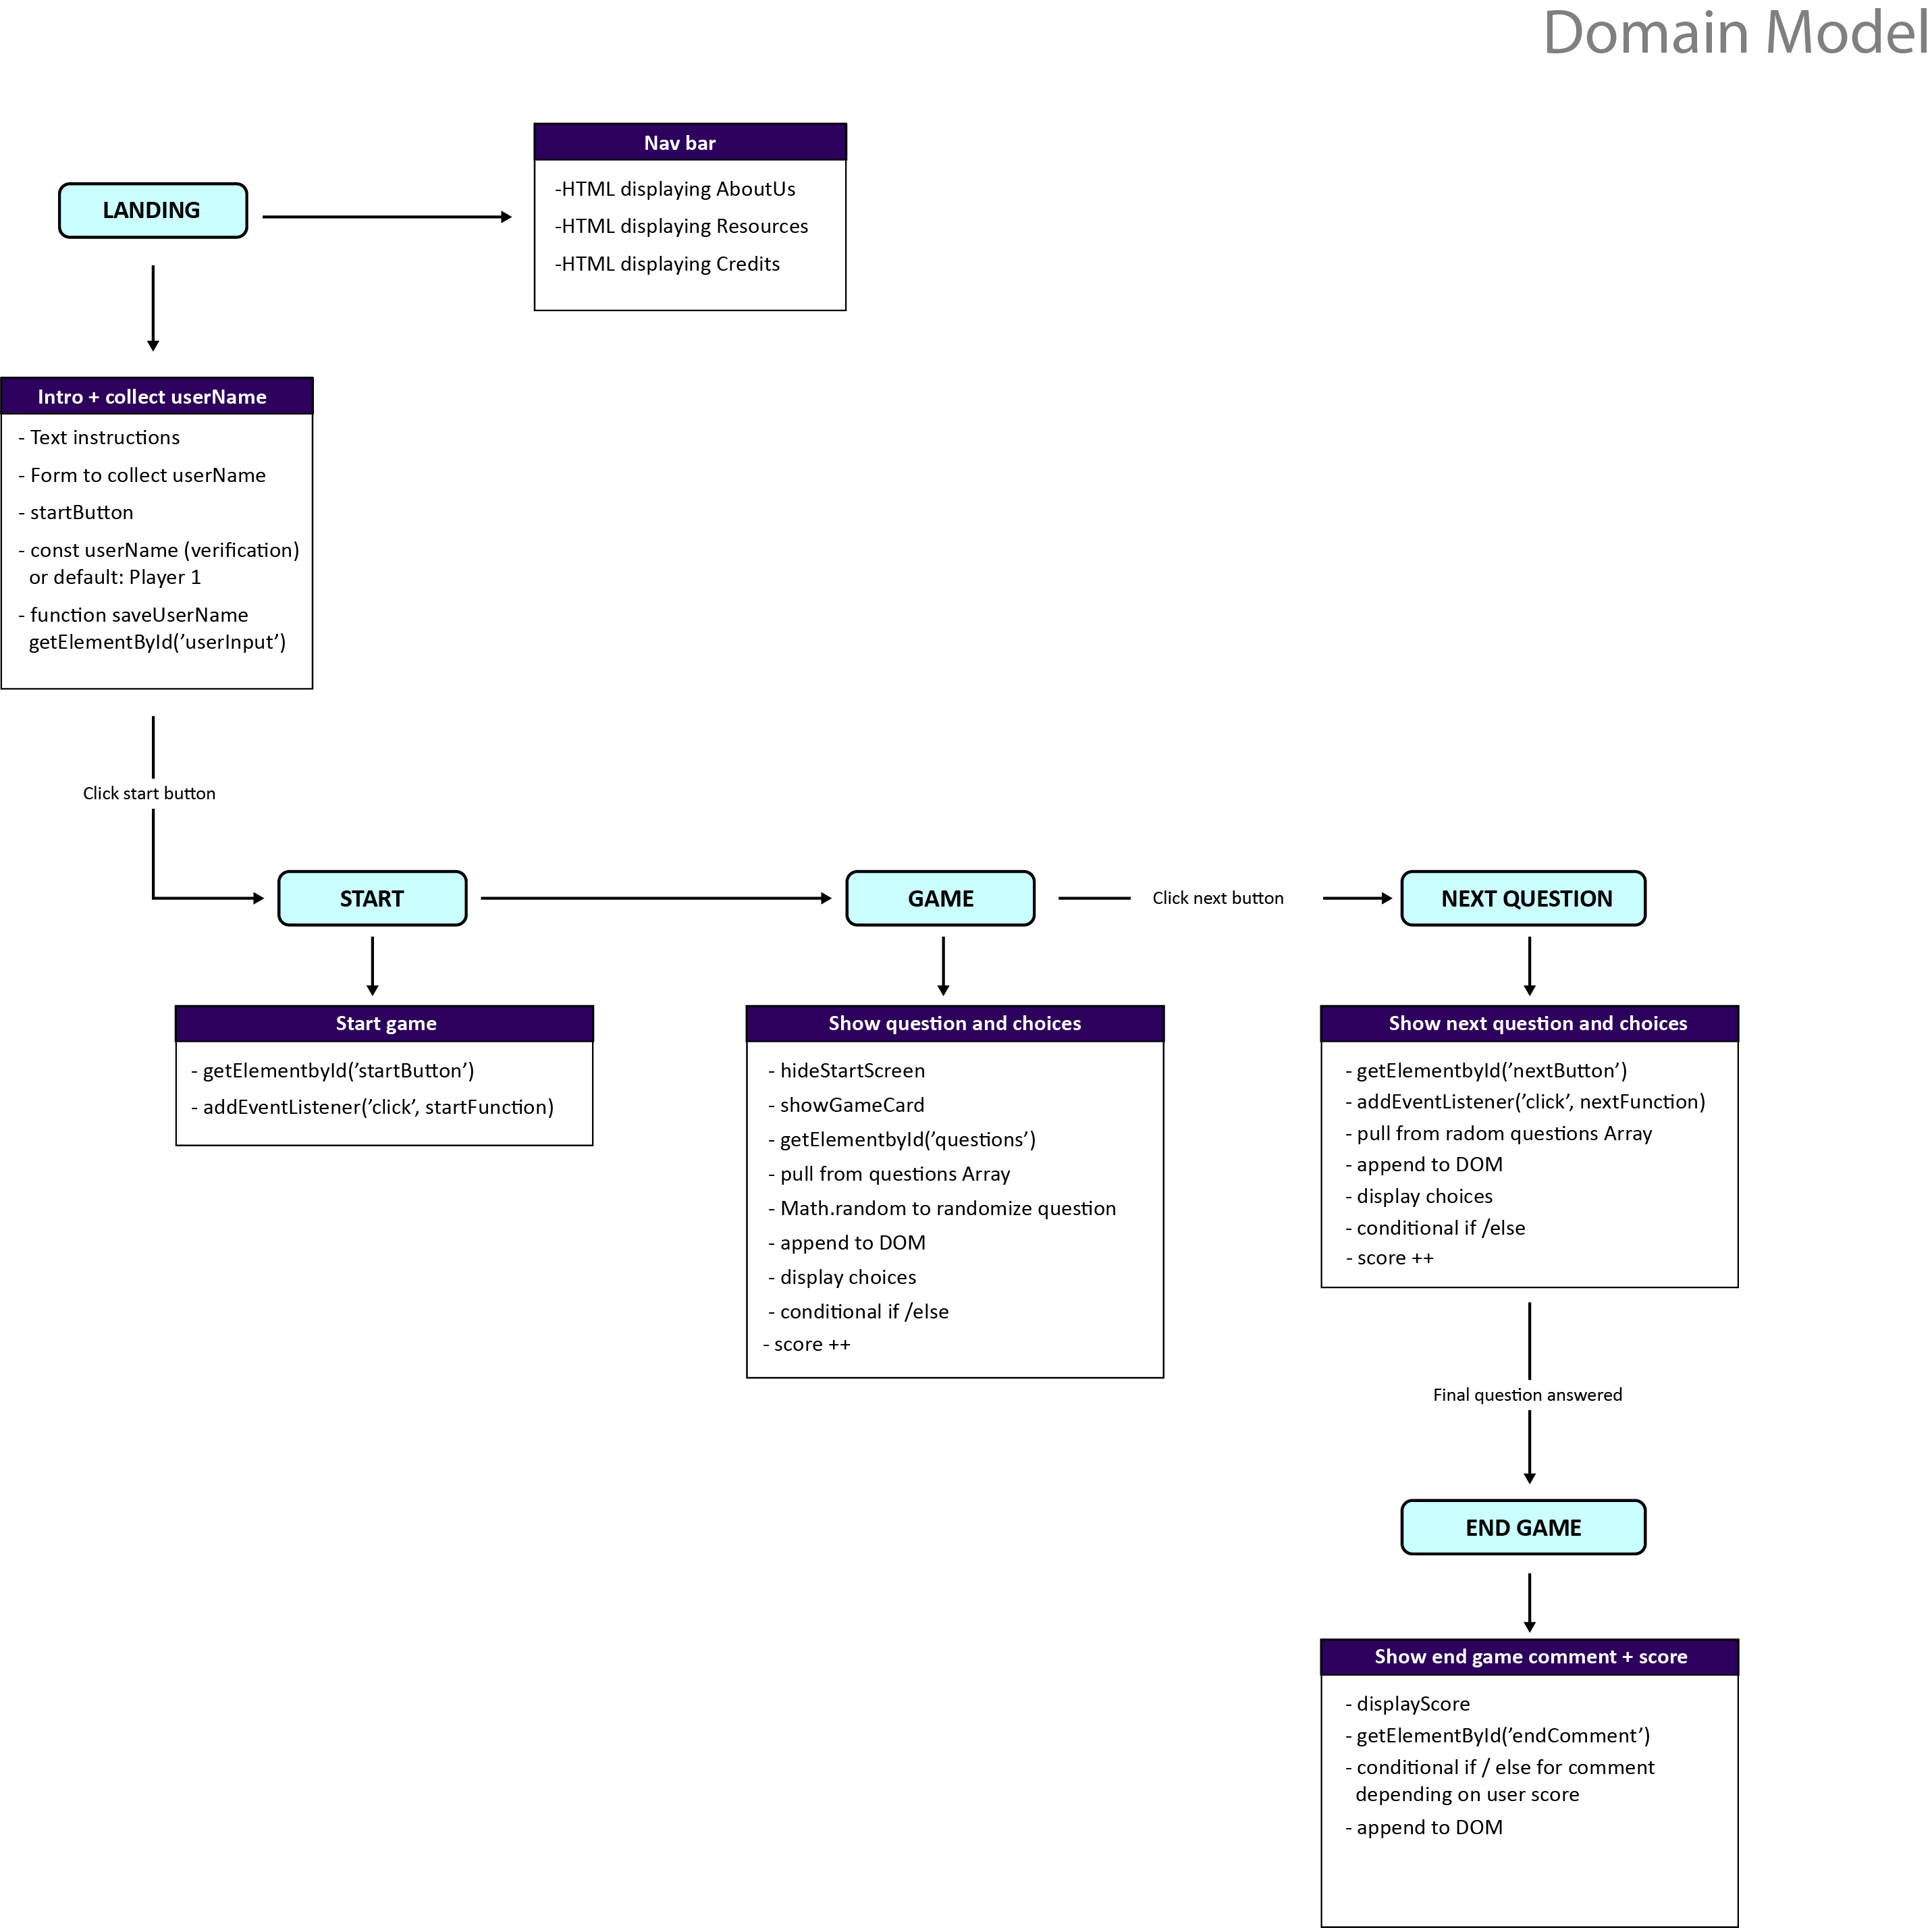 Domain Model
Nav bar
-HTML displaying AboutUs
-HTML displaying Resources
-HTML displaying Credits
LANDING
Intro + collect userName
- Text instructions
- Form to collect userName
- startButton
- const userName (verification)
or default: Player 1
- function saveUserName
getElementById(’userInput’)
Click start button
START
GAME
Click next button
NEXT QUESTION
Start game
- getElementbyId(’startButton’)
- addEventListener(’click’, startFunction)
Show question and choices
- hideStartScreen
- showGameCard
- getElementbyId(’questions’)
- pull from questions Array
- Math.random to randomize question
- append to DOM
- display choices
- conditional if /else
- score ++
Show next question and choices
- getElementbyId(’nextButton’)
- addEventListener(’click’, nextFunction)
- pull from radom questions Array
- append to DOM
- display choices
- conditional if /else
- score ++
Final question answered
END GAME
Show end game comment + score
- displayScore
- getElementById(’endComment’)
- conditional if / else for comment
depending on user score
- append to DOM